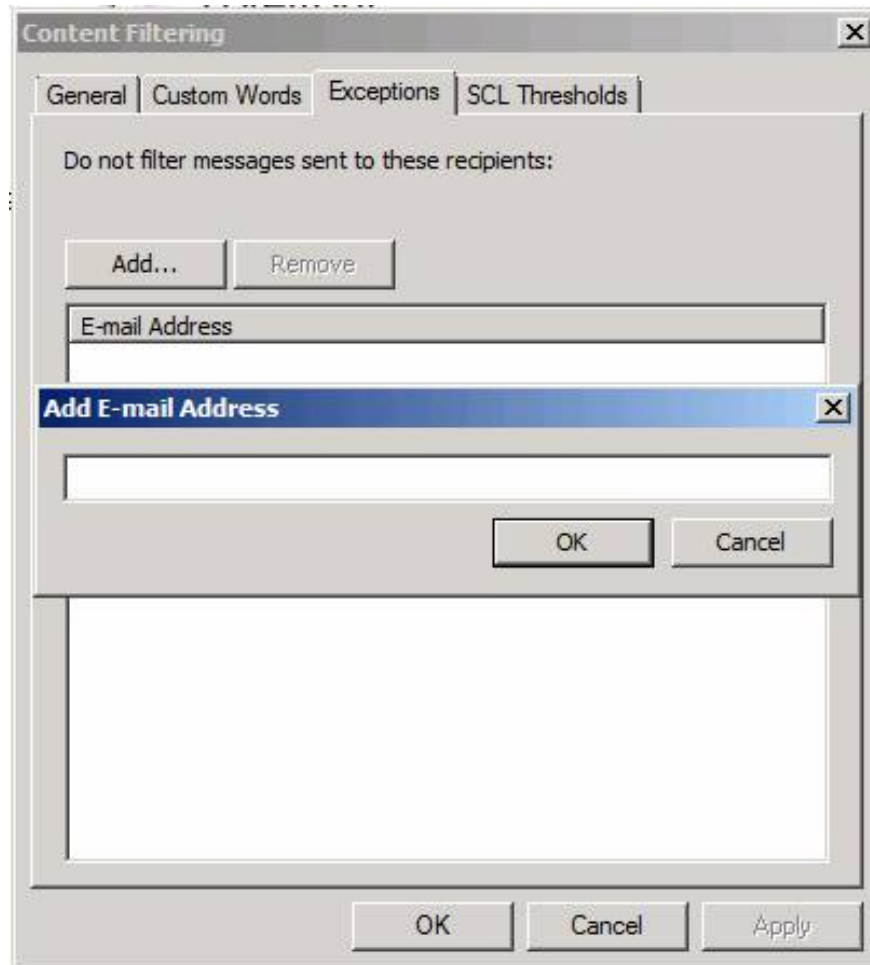 Content Filtering
General
Custom Words
Exceptions
SCL Thresholds
Do not filter messages sent to these recipients:
Add...
Remove
E-mail Address
Add E-mail Address
OK
Cancel
OK
Cancel
Apply